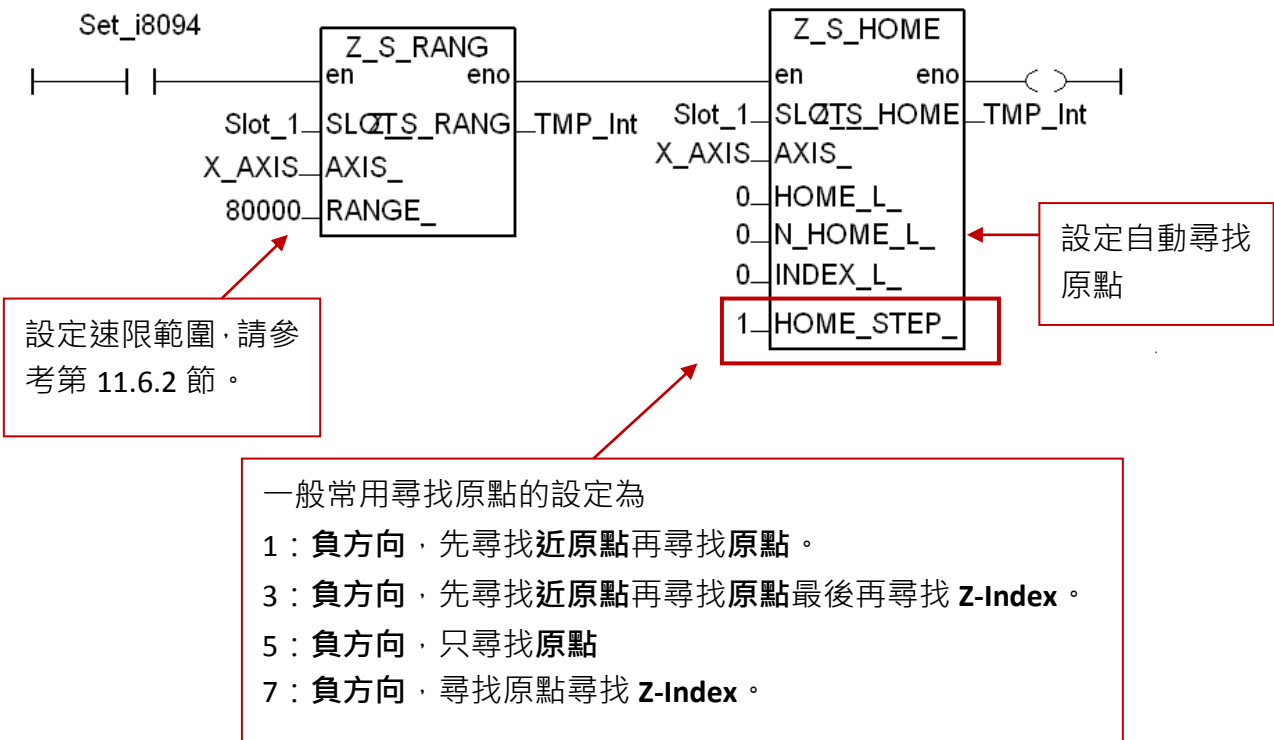 Set_i8094
Z_S_RANG
en eno
Slot_1 SLOT_ Z_S_RANG TMP_Int
X_AXIS AXIS_
80000 RANGE_
Z_S_HOME
en eno
Slot_1 SLOT_ Z_S_HOME TMP_Int
X_AXIS AXIS_
0 HOME_L_
0 N_HOME_L_
0 INDEX_L_
1 HOME_STEP_
設定自動尋找
原點
設定速限範圍,請參
考第 11.6.2 節。
一般常用尋找原點的設定為
1:負方向,先尋找近原點再尋找原點。
3:負方向,先尋找近原點再尋找原點最後再尋找 Z-Index。
5:負方向,只尋找原點
7:負方向,尋找原點尋找 Z-Index。